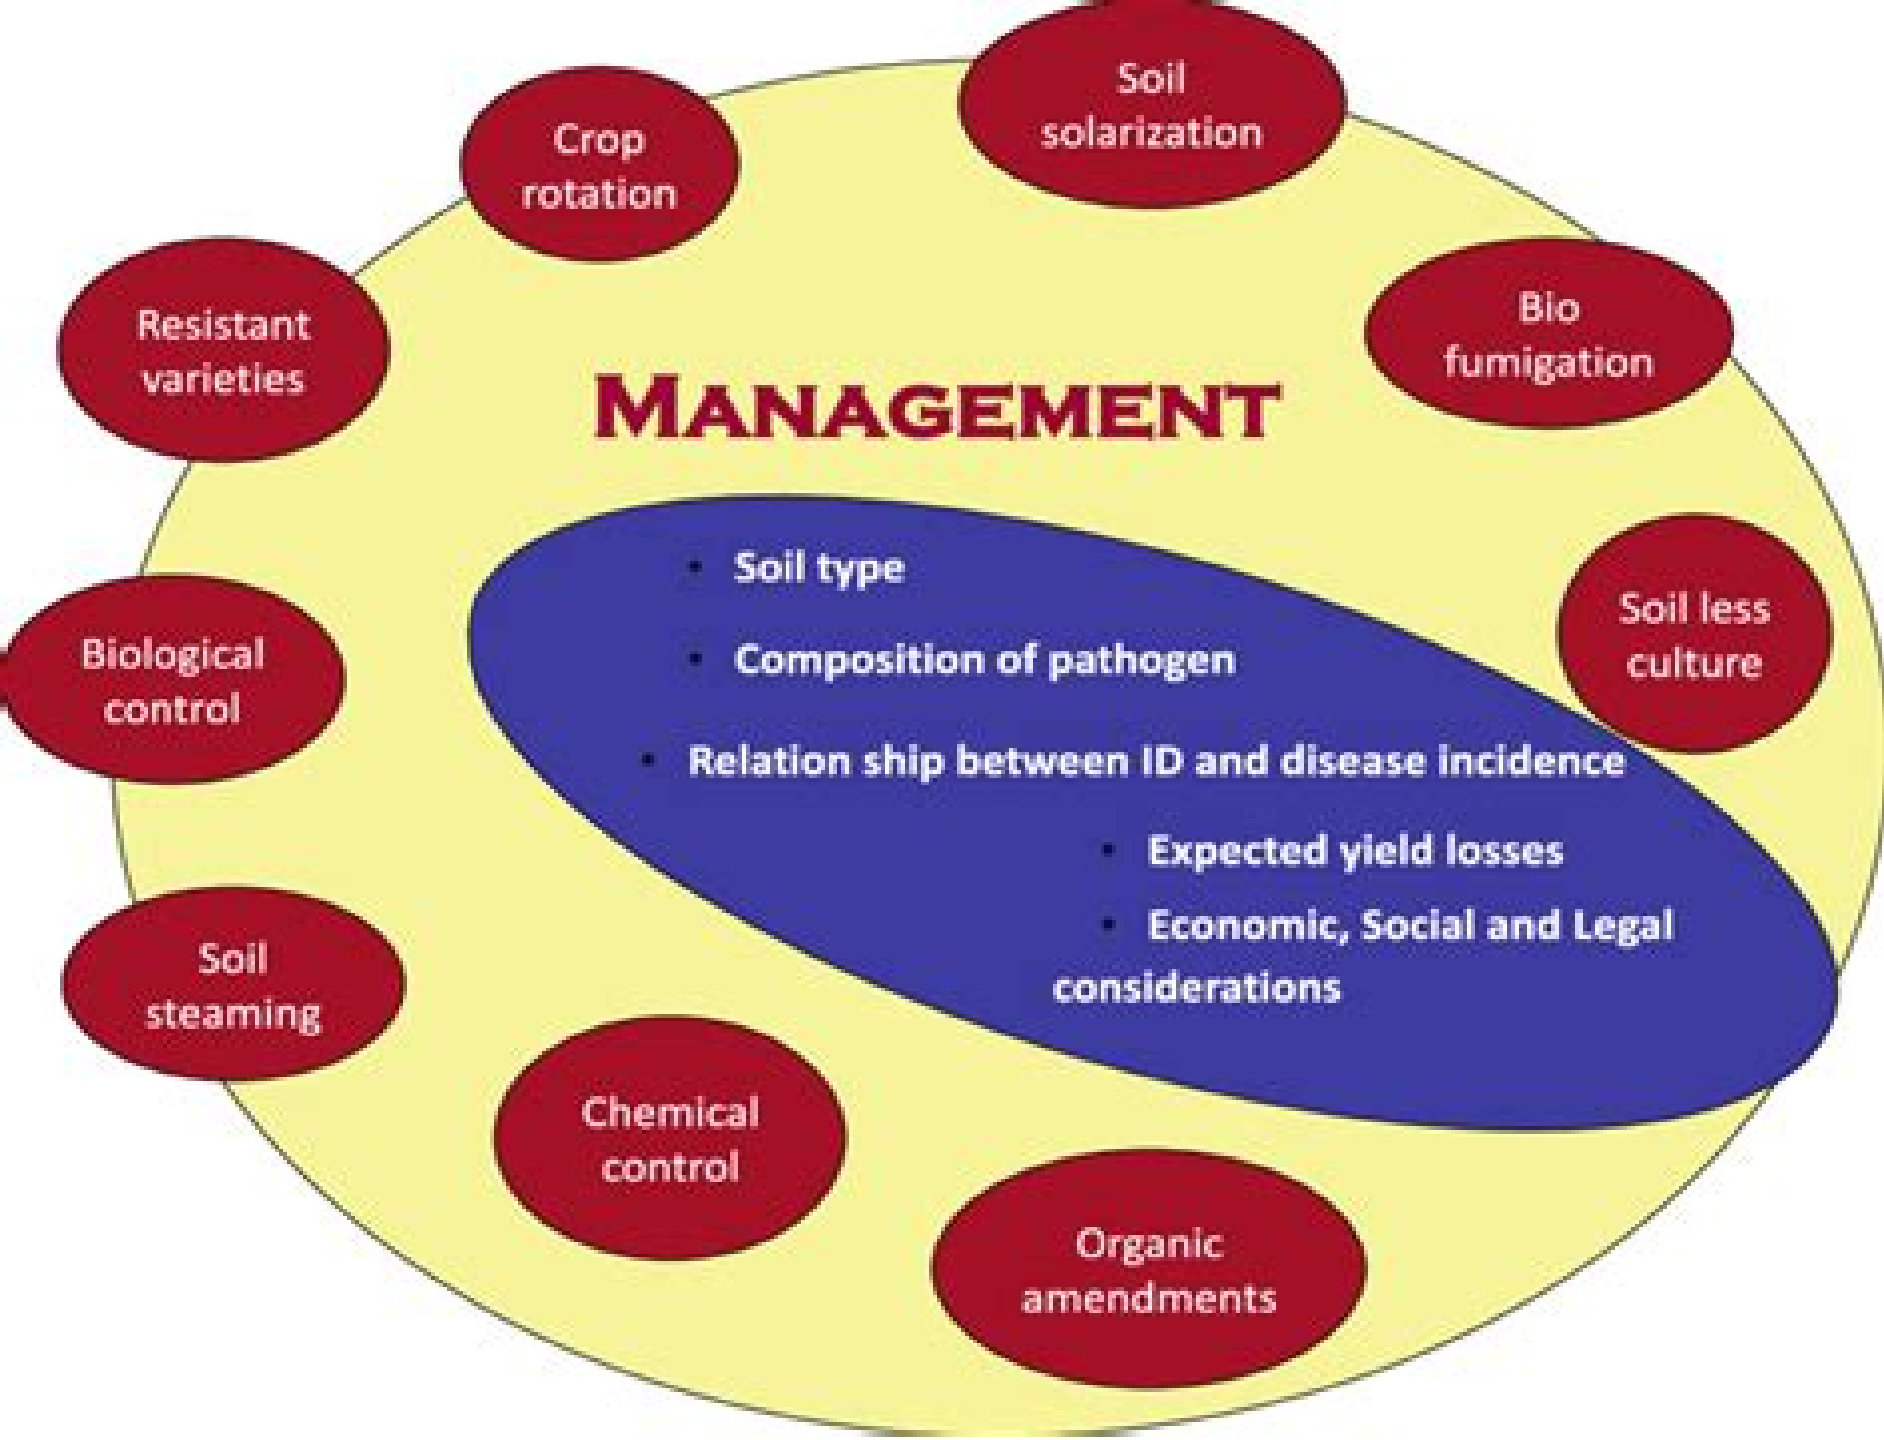 Soil
solarization
Crop
rotation
Bio
fumigation
Resistant
varieties
MANAGEMENT
• Soil type
Soil less
culture
• Composition of pathogen
Biological
control
• Relation ship between ID and disease incidence
• Expected yield losses
• Economic, Social and Legal
considerations
Soil
steaming
Chemical
control
Organic
amendments